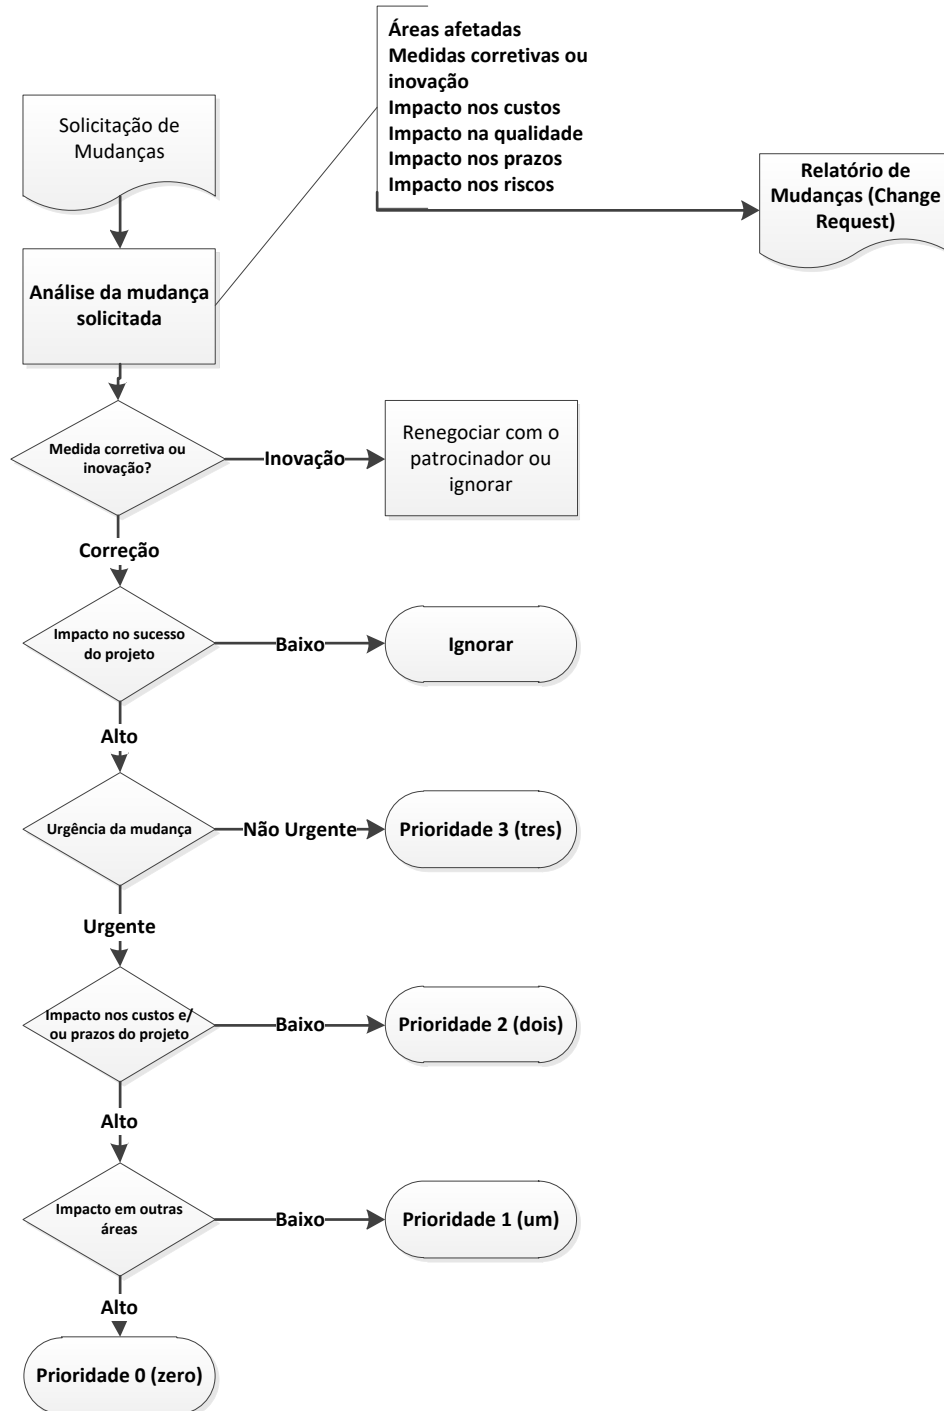 Áreas afetadas
Medidas corretivas ou
inovação
Impacto nos custos
Impacto na qualidade
Impacto nos prazos
Impacto nos riscos
Solicitação de
Mudanças
Relatório de
Mudanças (Change
Request)
Análise da mudança
solicitada
Medida corretiva ou
inovação?
Inovação
Renegociar com o
patrocinador ou
ignorar
Correção
Impacto no sucesso
do projeto
Baixo
Ignorar
Alto
Urgência da mudança
Não Urgente
Prioridade 3 (tres)
Urgente
Impacto nos custos e/
ou prazos do projeto
Baixo
Prioridade 2 (dois)
Alto
Impacto em outras
áreas
Baixo
Prioridade 1 (um)
Alto
Prioridade 0 (zero)